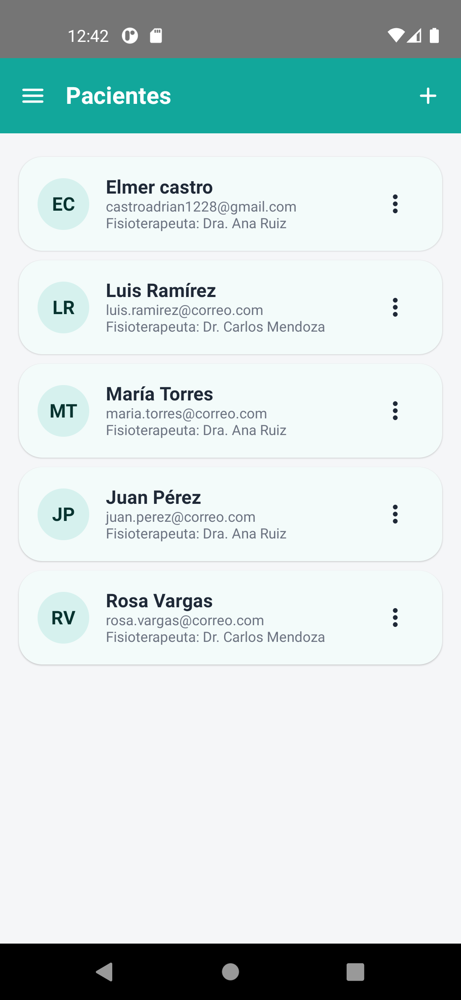 12:42
Pacientes
EC
Elmer castro
castroadrian1228@gmail.com
Fisioterapeuta: Dra. Ana Ruiz
LR
Luis Ramírez
luis.ramirez@correo.com
Fisioterapeuta: Dr. Carlos Mendoza
MT
María Torres
maria.torres@correo.com
Fisioterapeuta: Dra. Ana Ruiz
JP
Juan Pérez
juan.perez@correo.com
Fisioterapeuta: Dra. Ana Ruiz
RV
Rosa Vargas
rosa.vargas@correo.com
Fisioterapeuta: Dr. Carlos Mendoza